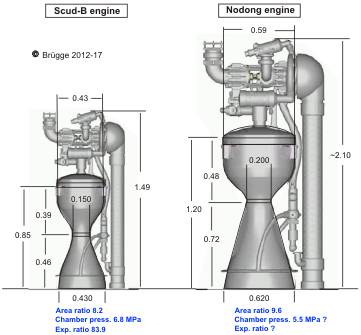 Scud-B engine
Nodong engine
© Brügge 2012-17
0.59
0.43
~2.10
1.49
0.200
0.48
0.150
1.20
0.39
0.85
0.72
0.46
0.430
0.620
Area ratio 8.2
Chamber press. 6.8 MPa
Exp. ratio 83.9
Area ratio 9.6
Chamber press. 5.5 MPa ?
Exp. ratio ?